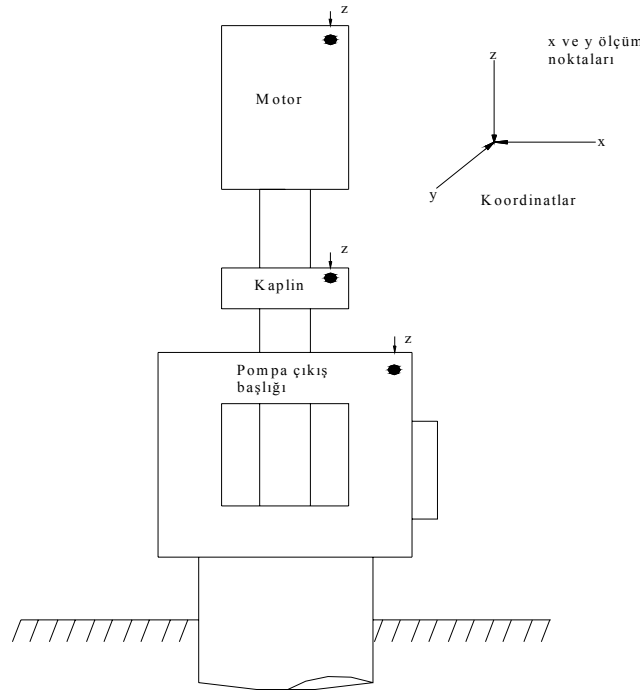 z
x ve y ölçüm
noktaları
z
Motor
x
y
Koordinatlar
z
Kaplin
z
Pompa çıkış
başlığı